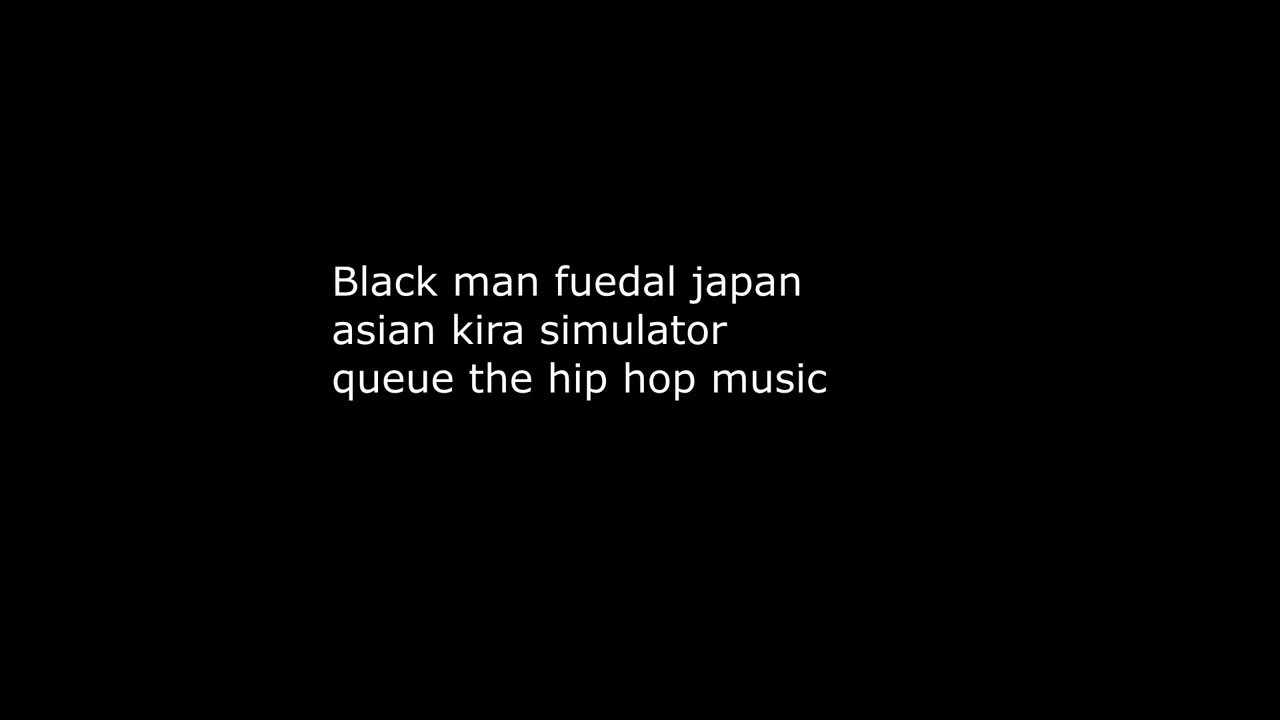 Black man fuedal japan
asian kira simulator
queue the hip hop music